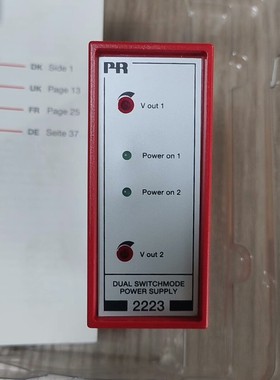 DK Side 1
UK Page 13
FR Page 25
DE Seite 37
PR
V out 1
Power on 1
Power on 2
V out 2
DUAL SWITCHMODE
POWER SUPPLY
2223